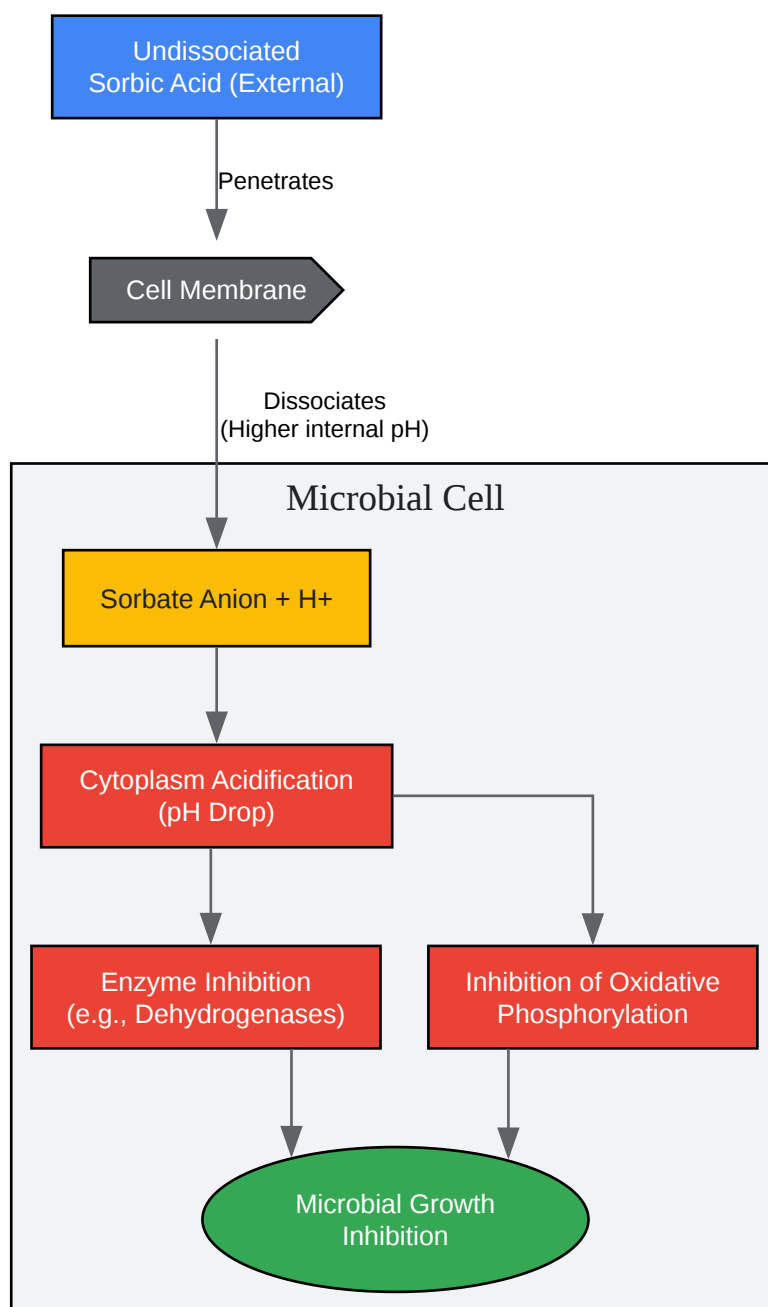 Undissociated
Sorbic Acid (External)
Penetrates
Cell Membrane
Dissociates
(Higher internal pH)
Microbial Cell
Sorbate Anion + H+
Cytoplasm Acidification
(pH Drop)
Enzyme Inhibition
(e.g., Dehydrogenases)
Inhibition of Oxidative
Phosphorylation
Microbial Growth
Inhibition